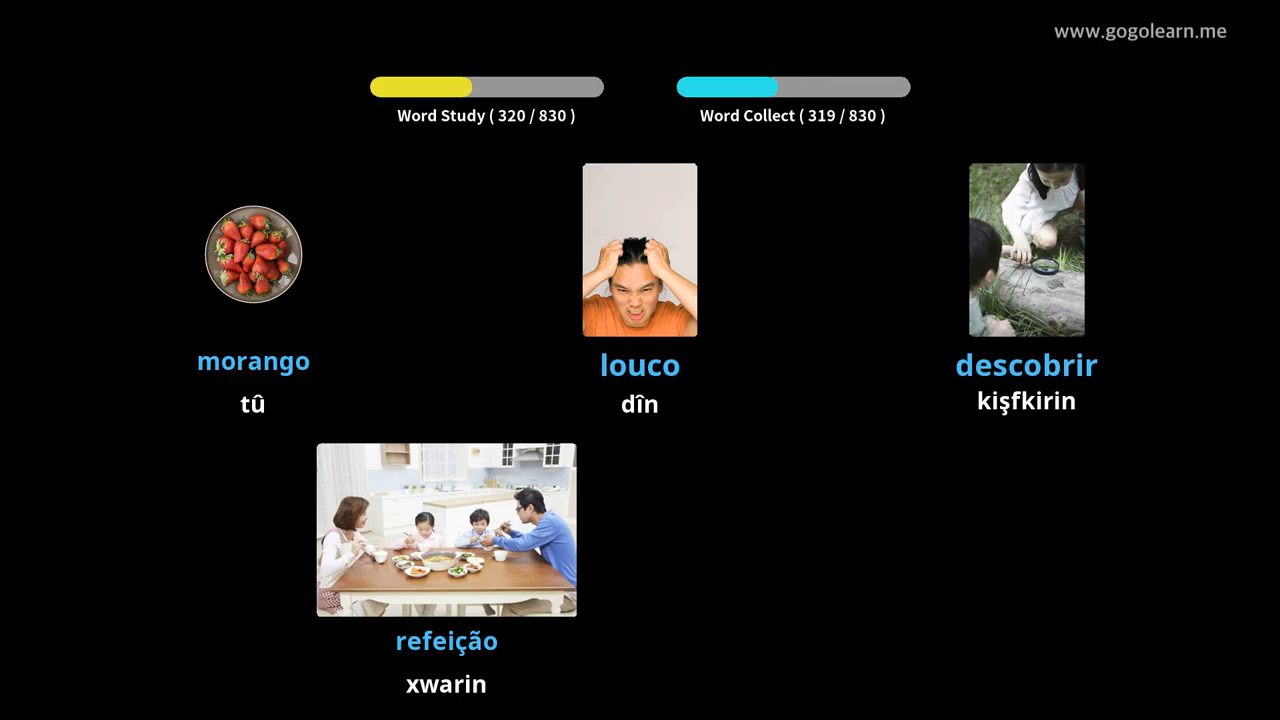 www.gogolearn.me
Word Study ( 320 / 830 )
Word Collect ( 319 / 830 )
morango
louco
descobrir
tû
dîn
kişfkirin
refeição
xwarin